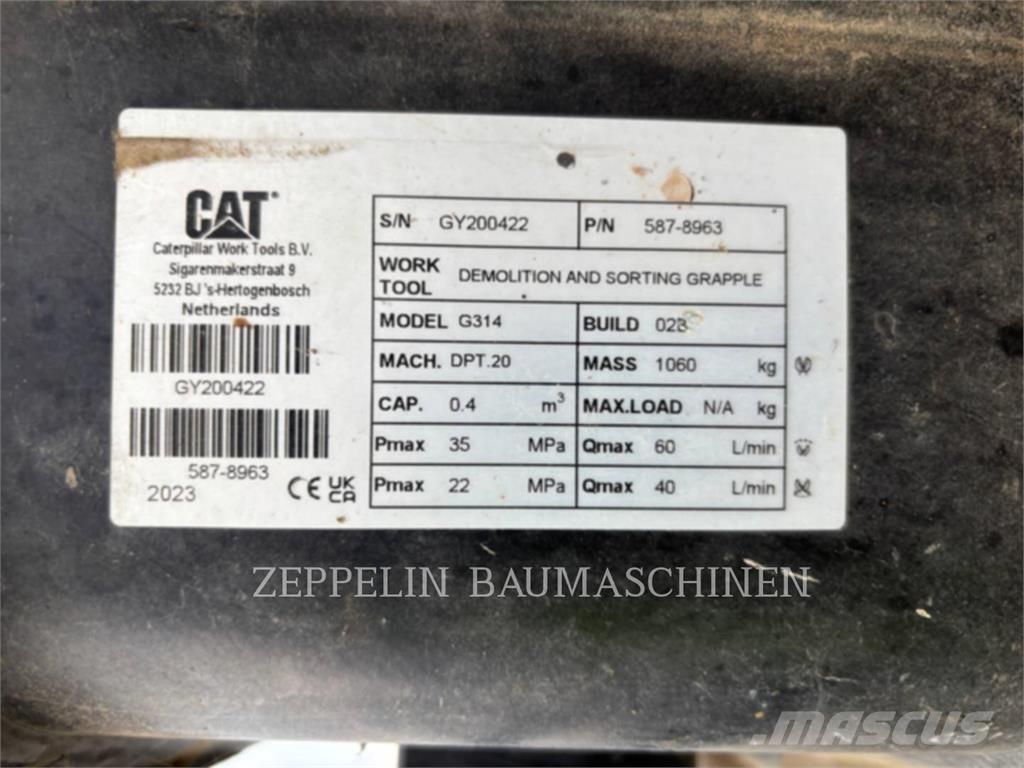 CAT®
Caterpillar Work Tools B.V.
Sigarenmakerstraat 9
5232 BJ 's-Hertogenbosch
Netherlands
GY200422
587-8963
2023 CE UKCA
S/N GY200422 P/N 587-8963
WORK TOOL DEMOLITION AND SORTING GRAPPLE
MODEL G314 BUILD 023
MACH. DPT.20 MASS 1060 kg
CAP. 0.4 m³ MAX.LOAD N/A kg
Pmax 35 MPa Qmax 60 L/min
Pmax 22 MPa Qmax 40 L/min
ZEPPELIN BAUMASCHINEN
MASCUS